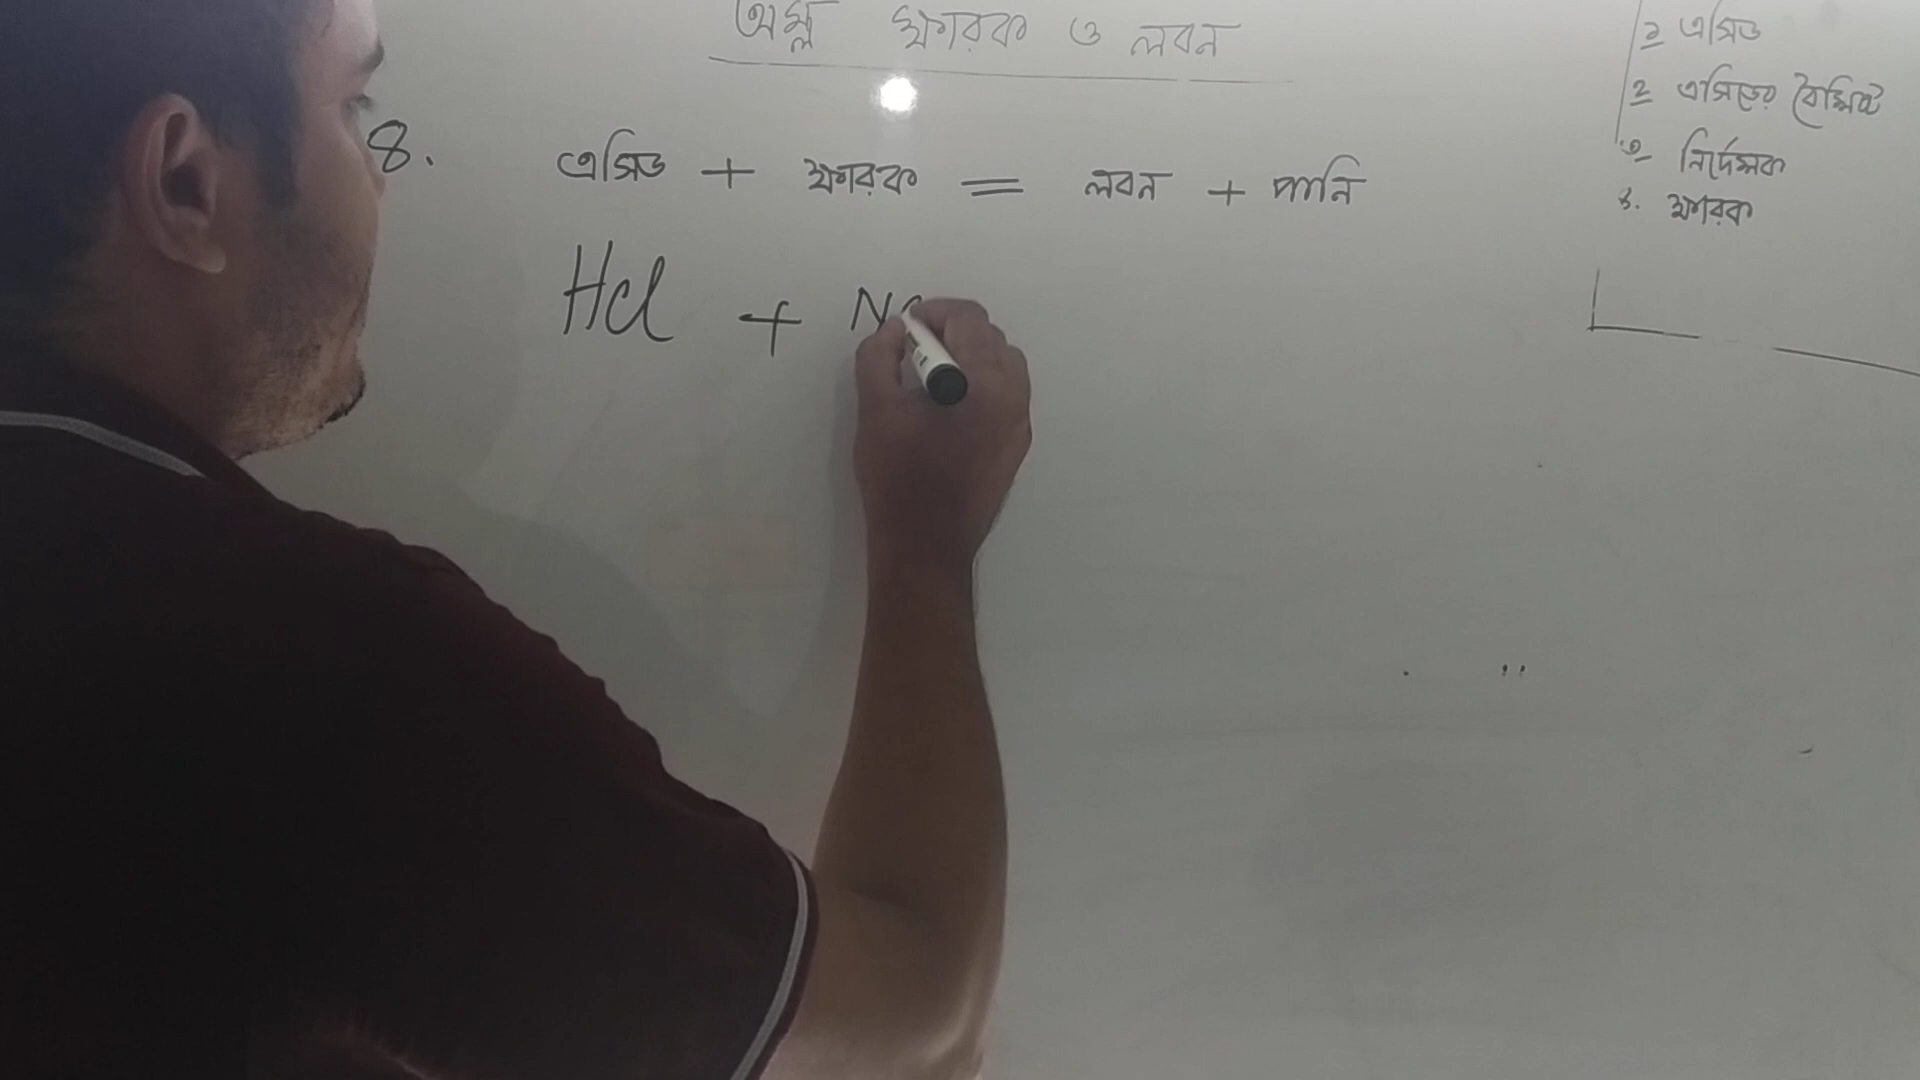 অম্ল ক্ষারক ও লবন
৪. এসিড + ক্ষারক = লবন + পানি
HCl + Na
১ এসিড
২ এসিডের বৈশিষ্ট
৩ নির্দেশক
৪. ক্ষারক